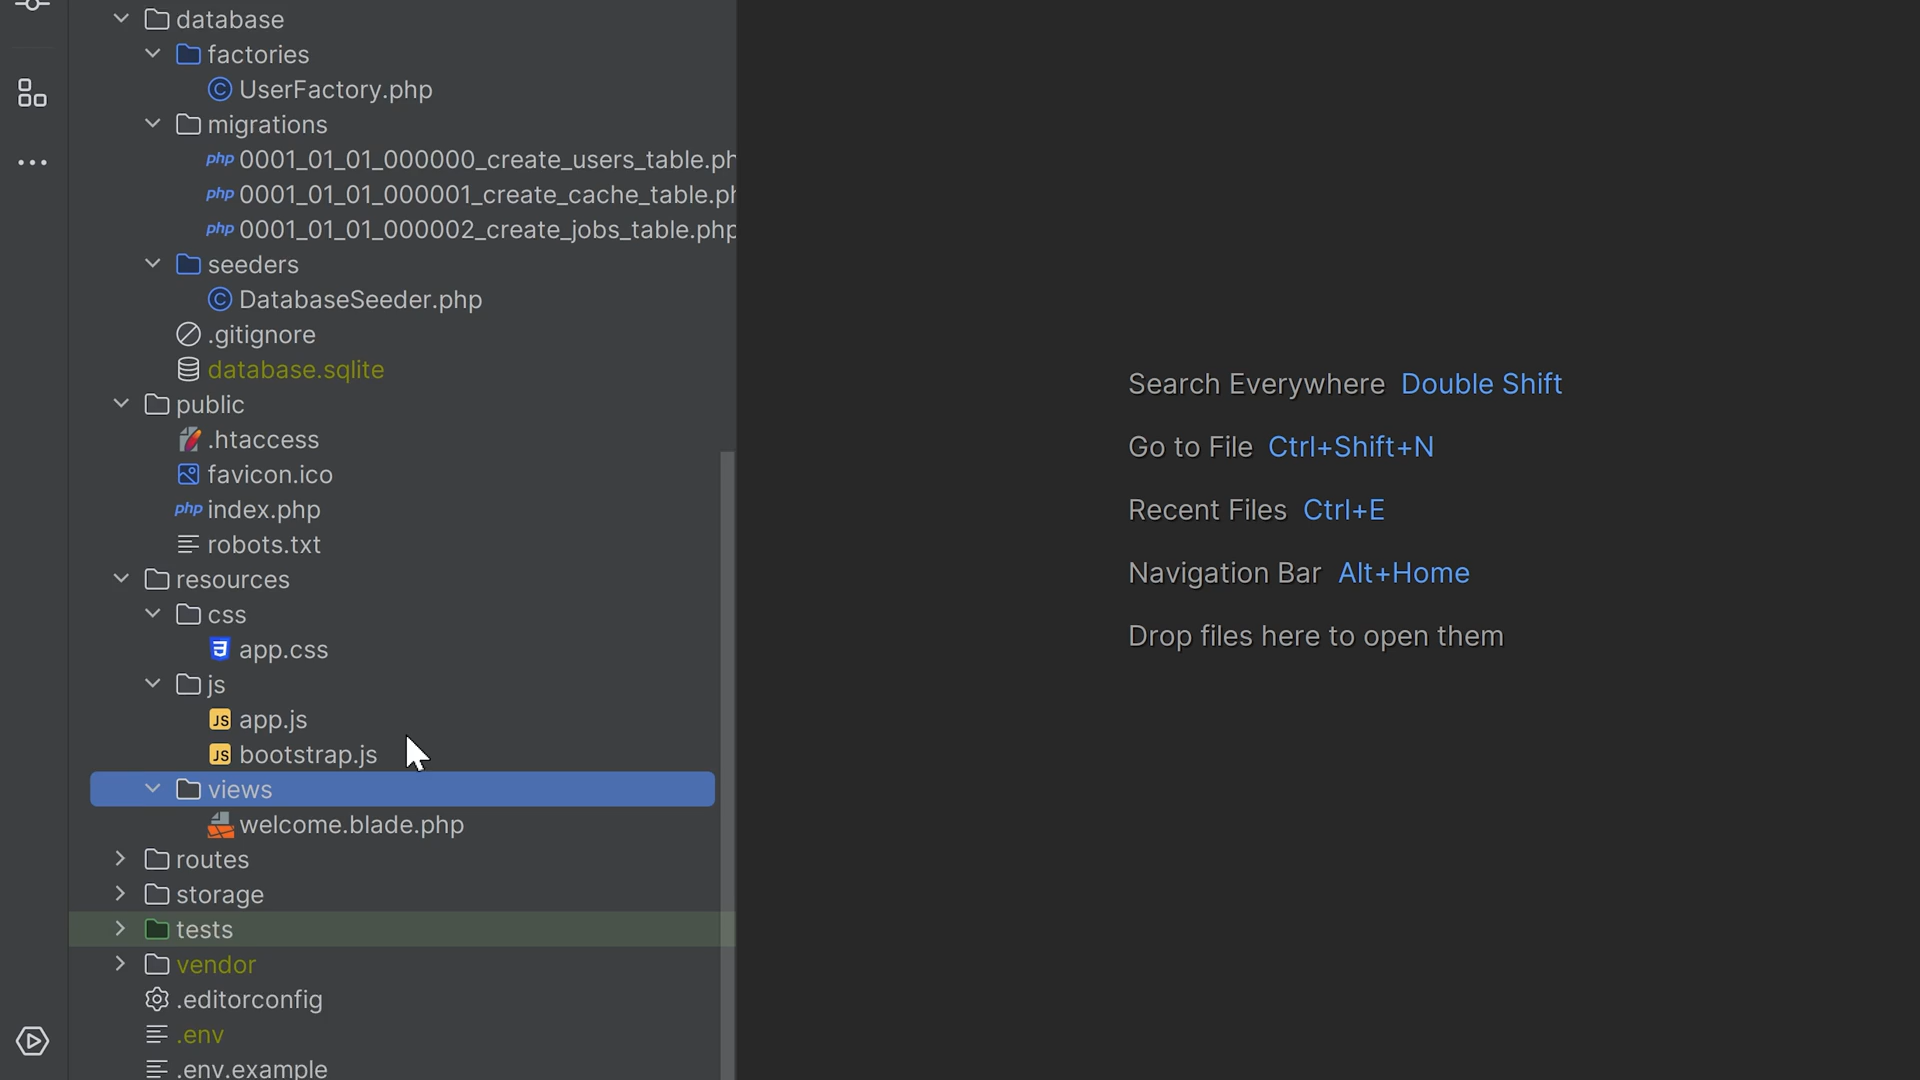 database
factories
UserFactory.php
migrations
php 0001_01_01_000000_create_users_table.ph
php 0001_01_01_000001_create_cache_table.ph
php 0001_01_01_000002_create_jobs_table.php
seeders
DatabaseSeeder.php
.gitignore
database.sqlite
public
.htaccess
favicon.ico
php index.php
robots.txt
resources
css
app.css
js
JS app.js
JS bootstrap.js
views
welcome.blade.php
routes
storage
tests
vendor
.editorconfig
.env
.env.example
Search Everywhere Double Shift
Go to File Ctrl+Shift+N
Recent Files Ctrl+E
Navigation Bar Alt+Home
Drop files here to open them